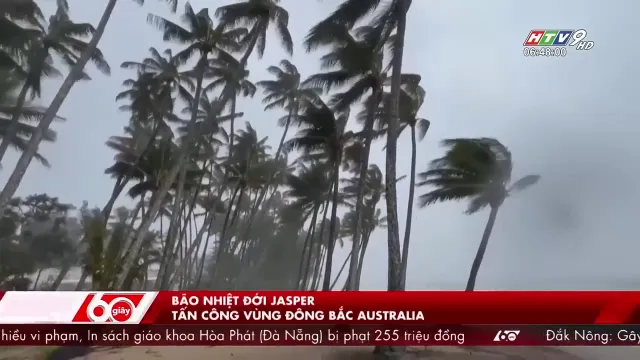 HTV9 HD
06:48:00
60 giây
BÃO NHIỆT ĐỚI JASPER
TẤN CÔNG VÙNG ĐÔNG BẮC AUSTRALIA
hiều vi phạm, In sách giáo khoa Hòa Phát (Đà Nẵng) bị phạt 255 triệu đồng 60 Đắk Nông: Gây